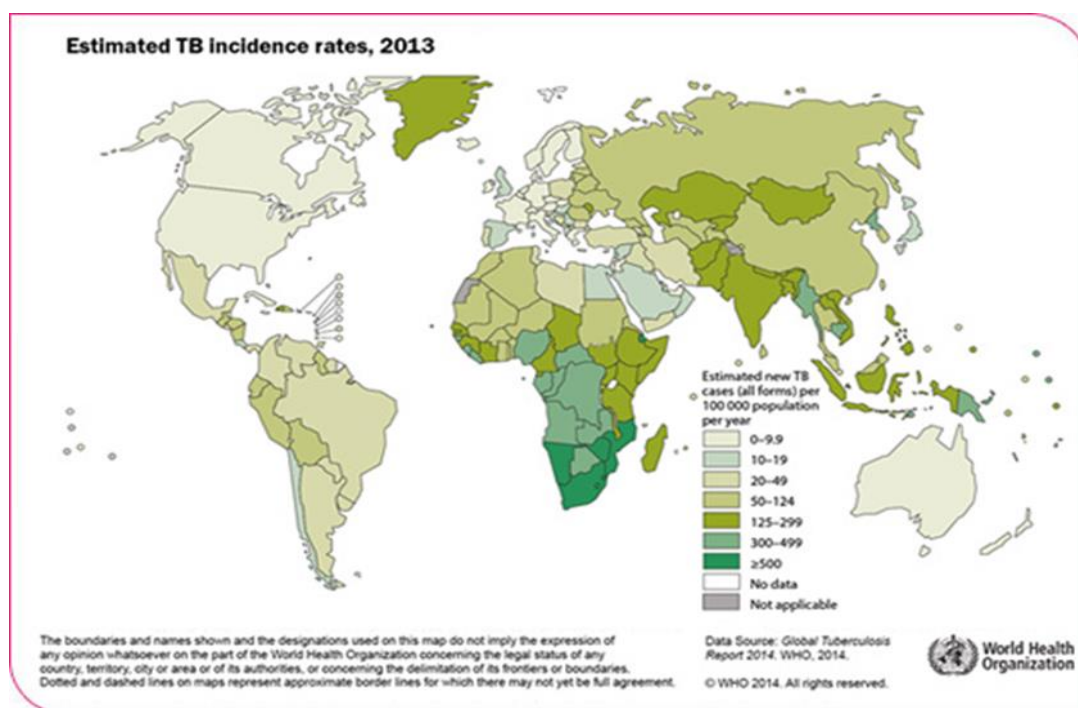 Estimated TB incidence rates, 2013
Estimated new TB
cases (all forms) per
100 000 population
per year
0–9.9
10–19
20–49
50–124
125–299
300–499
≥500
No data
Not applicable
The boundaries and names shown and the designations used on this map do not imply the expression of
any opinion whatsoever on the part of the World Health Organization concerning the legal status of any
country, territory, city or area or of its authorities, or concerning the delimitation of its frontiers or boundaries.
Dotted and dashed lines on maps represent approximate border lines for which there may not yet be full agreement.
Data Source: Global Tuberculosis
Report 2014. WHO, 2014.
© WHO 2014. All rights reserved.
World Health
Organization